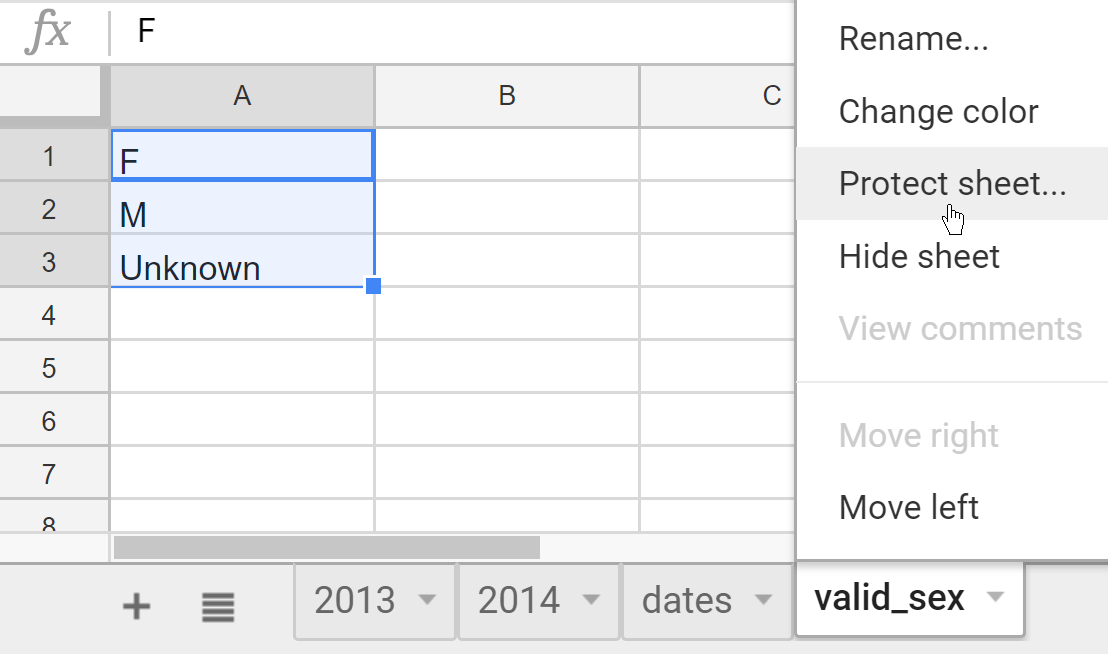 fx F
A B C
1 F
2 M
3 Unknown
4
5
6
7
8
Rename...
Change color
Protect sheet...
Hide sheet
View comments
Move right
Move left
2013 2014 dates valid_sex